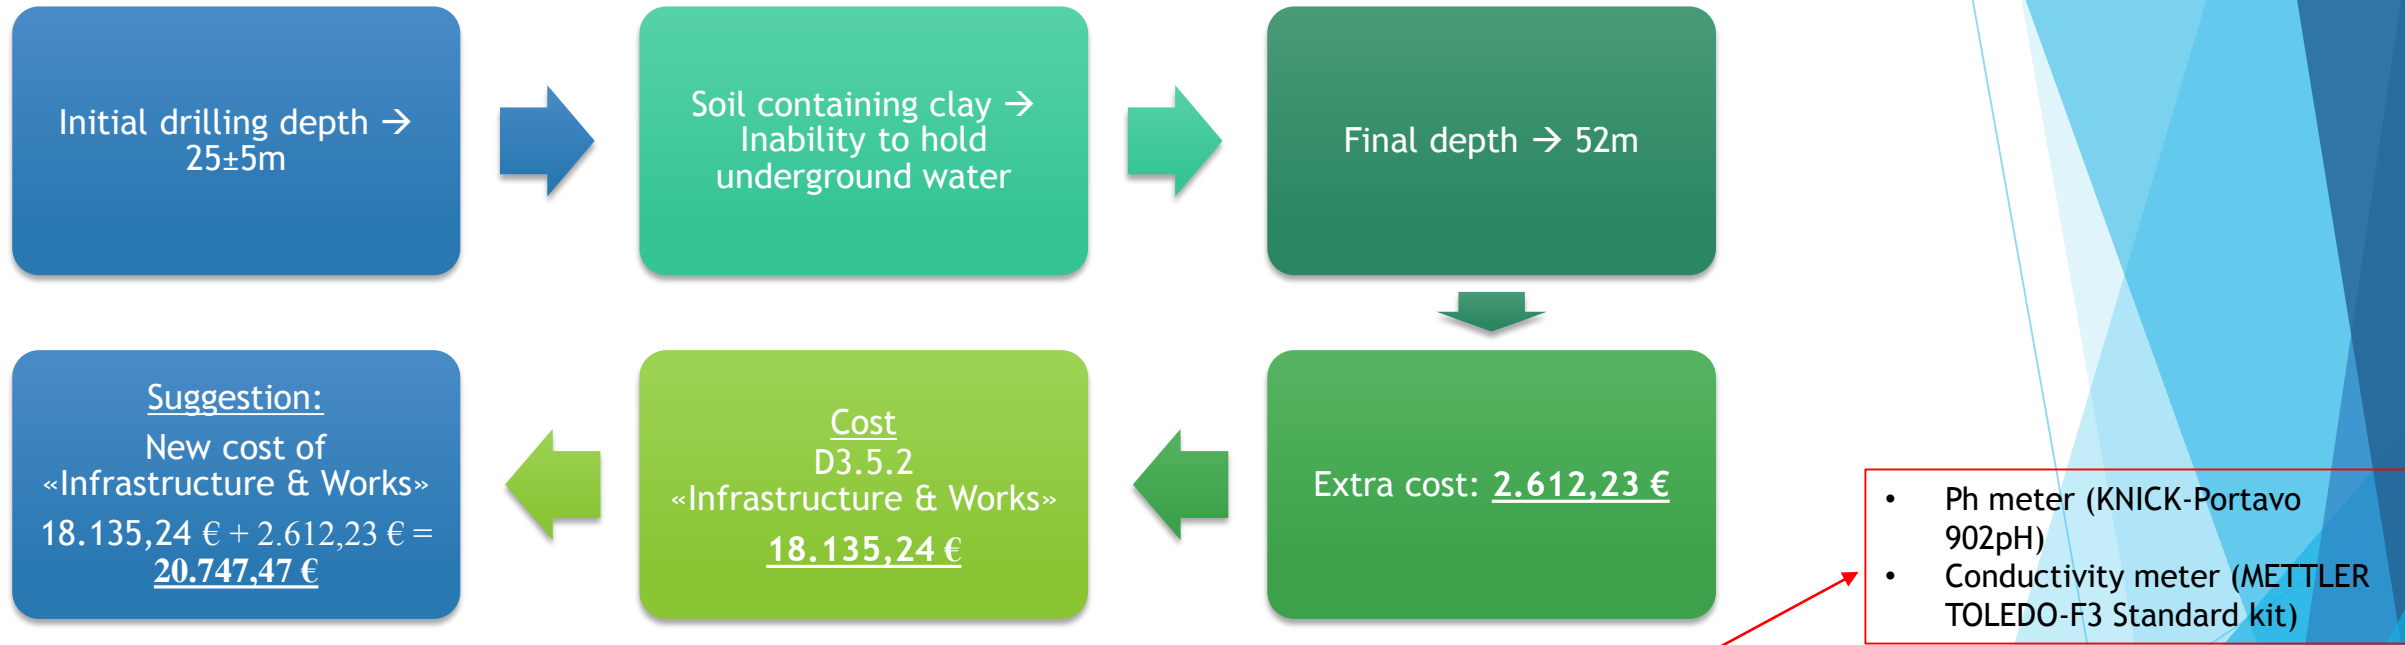 Initial drilling depth →
25±5m
Soil containing clay →
Inability to hold
underground water
Final depth → 52m
Extra cost: 2.612,23 €
Cost
D3.5.2
«Infrastructure & Works»
18.135,24 €
Suggestion:
New cost of
«Infrastructure & Works»
18.135,24 € + 2.612,23 € =
20.747,47 €
• Ph meter (KNICK-Portavo
902pH)
• Conductivity meter (METTLER
TOLEDO-F3 Standard kit)